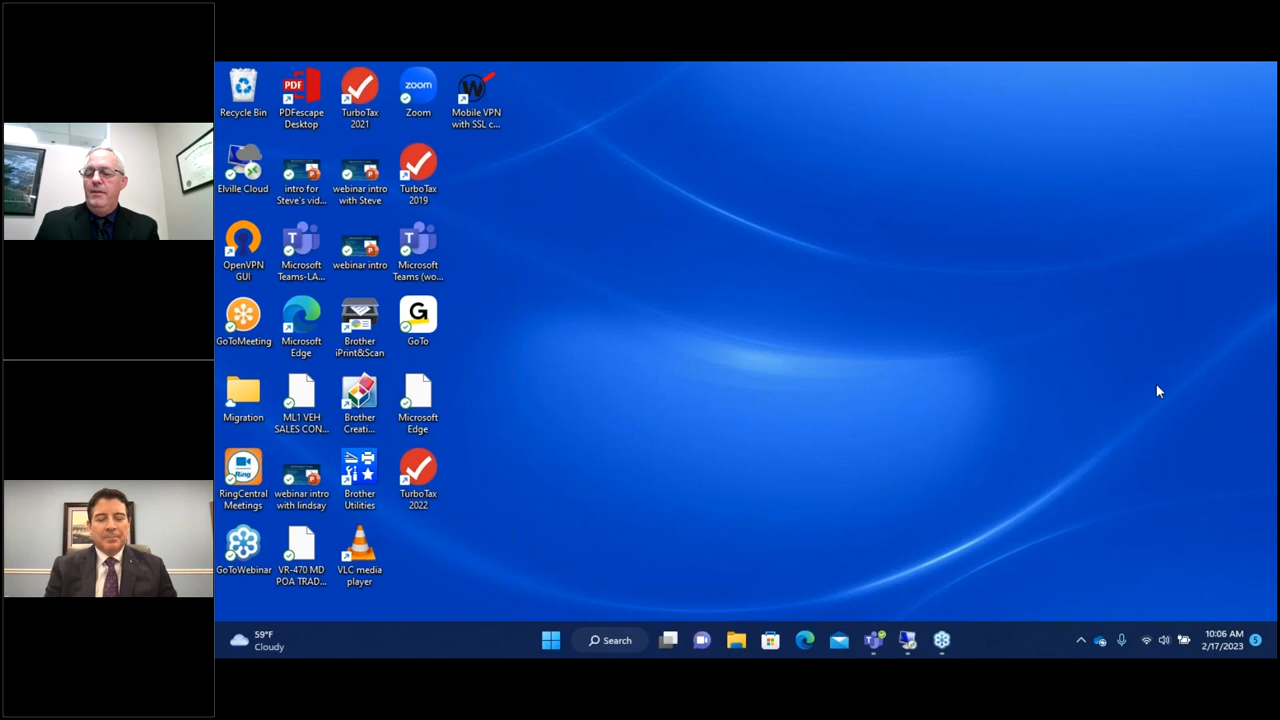 PDF
zoom
W
Recycle Bin
PDFescape
Desktop
TurboTax
2021
Zoom
Mobile VPN
with SSL c...
Elville Cloud
intro for
Steve's vid...
webinar intro
with Steve
TurboTax
2019
OpenVPN
GUI
Microsoft
Teams-LA...
webinar intro
Microsoft
Teams (wo...
G
GoToMeeting
Microsoft
Edge
Brother
iPrint&Scan
GoTo
Migration
ML1 VEH
SALES CON...
Brother
Creati...
Microsoft
Edge
Ring
RingCentral
Meetings
webinar intro
with lindsay
Brother
Utilities
TurboTax
2022
GoToWebinar
VR-470 MD
POA TRAD...
VLC media
player
59°F
Cloudy
Search
10:06 AM
2/17/2023
5